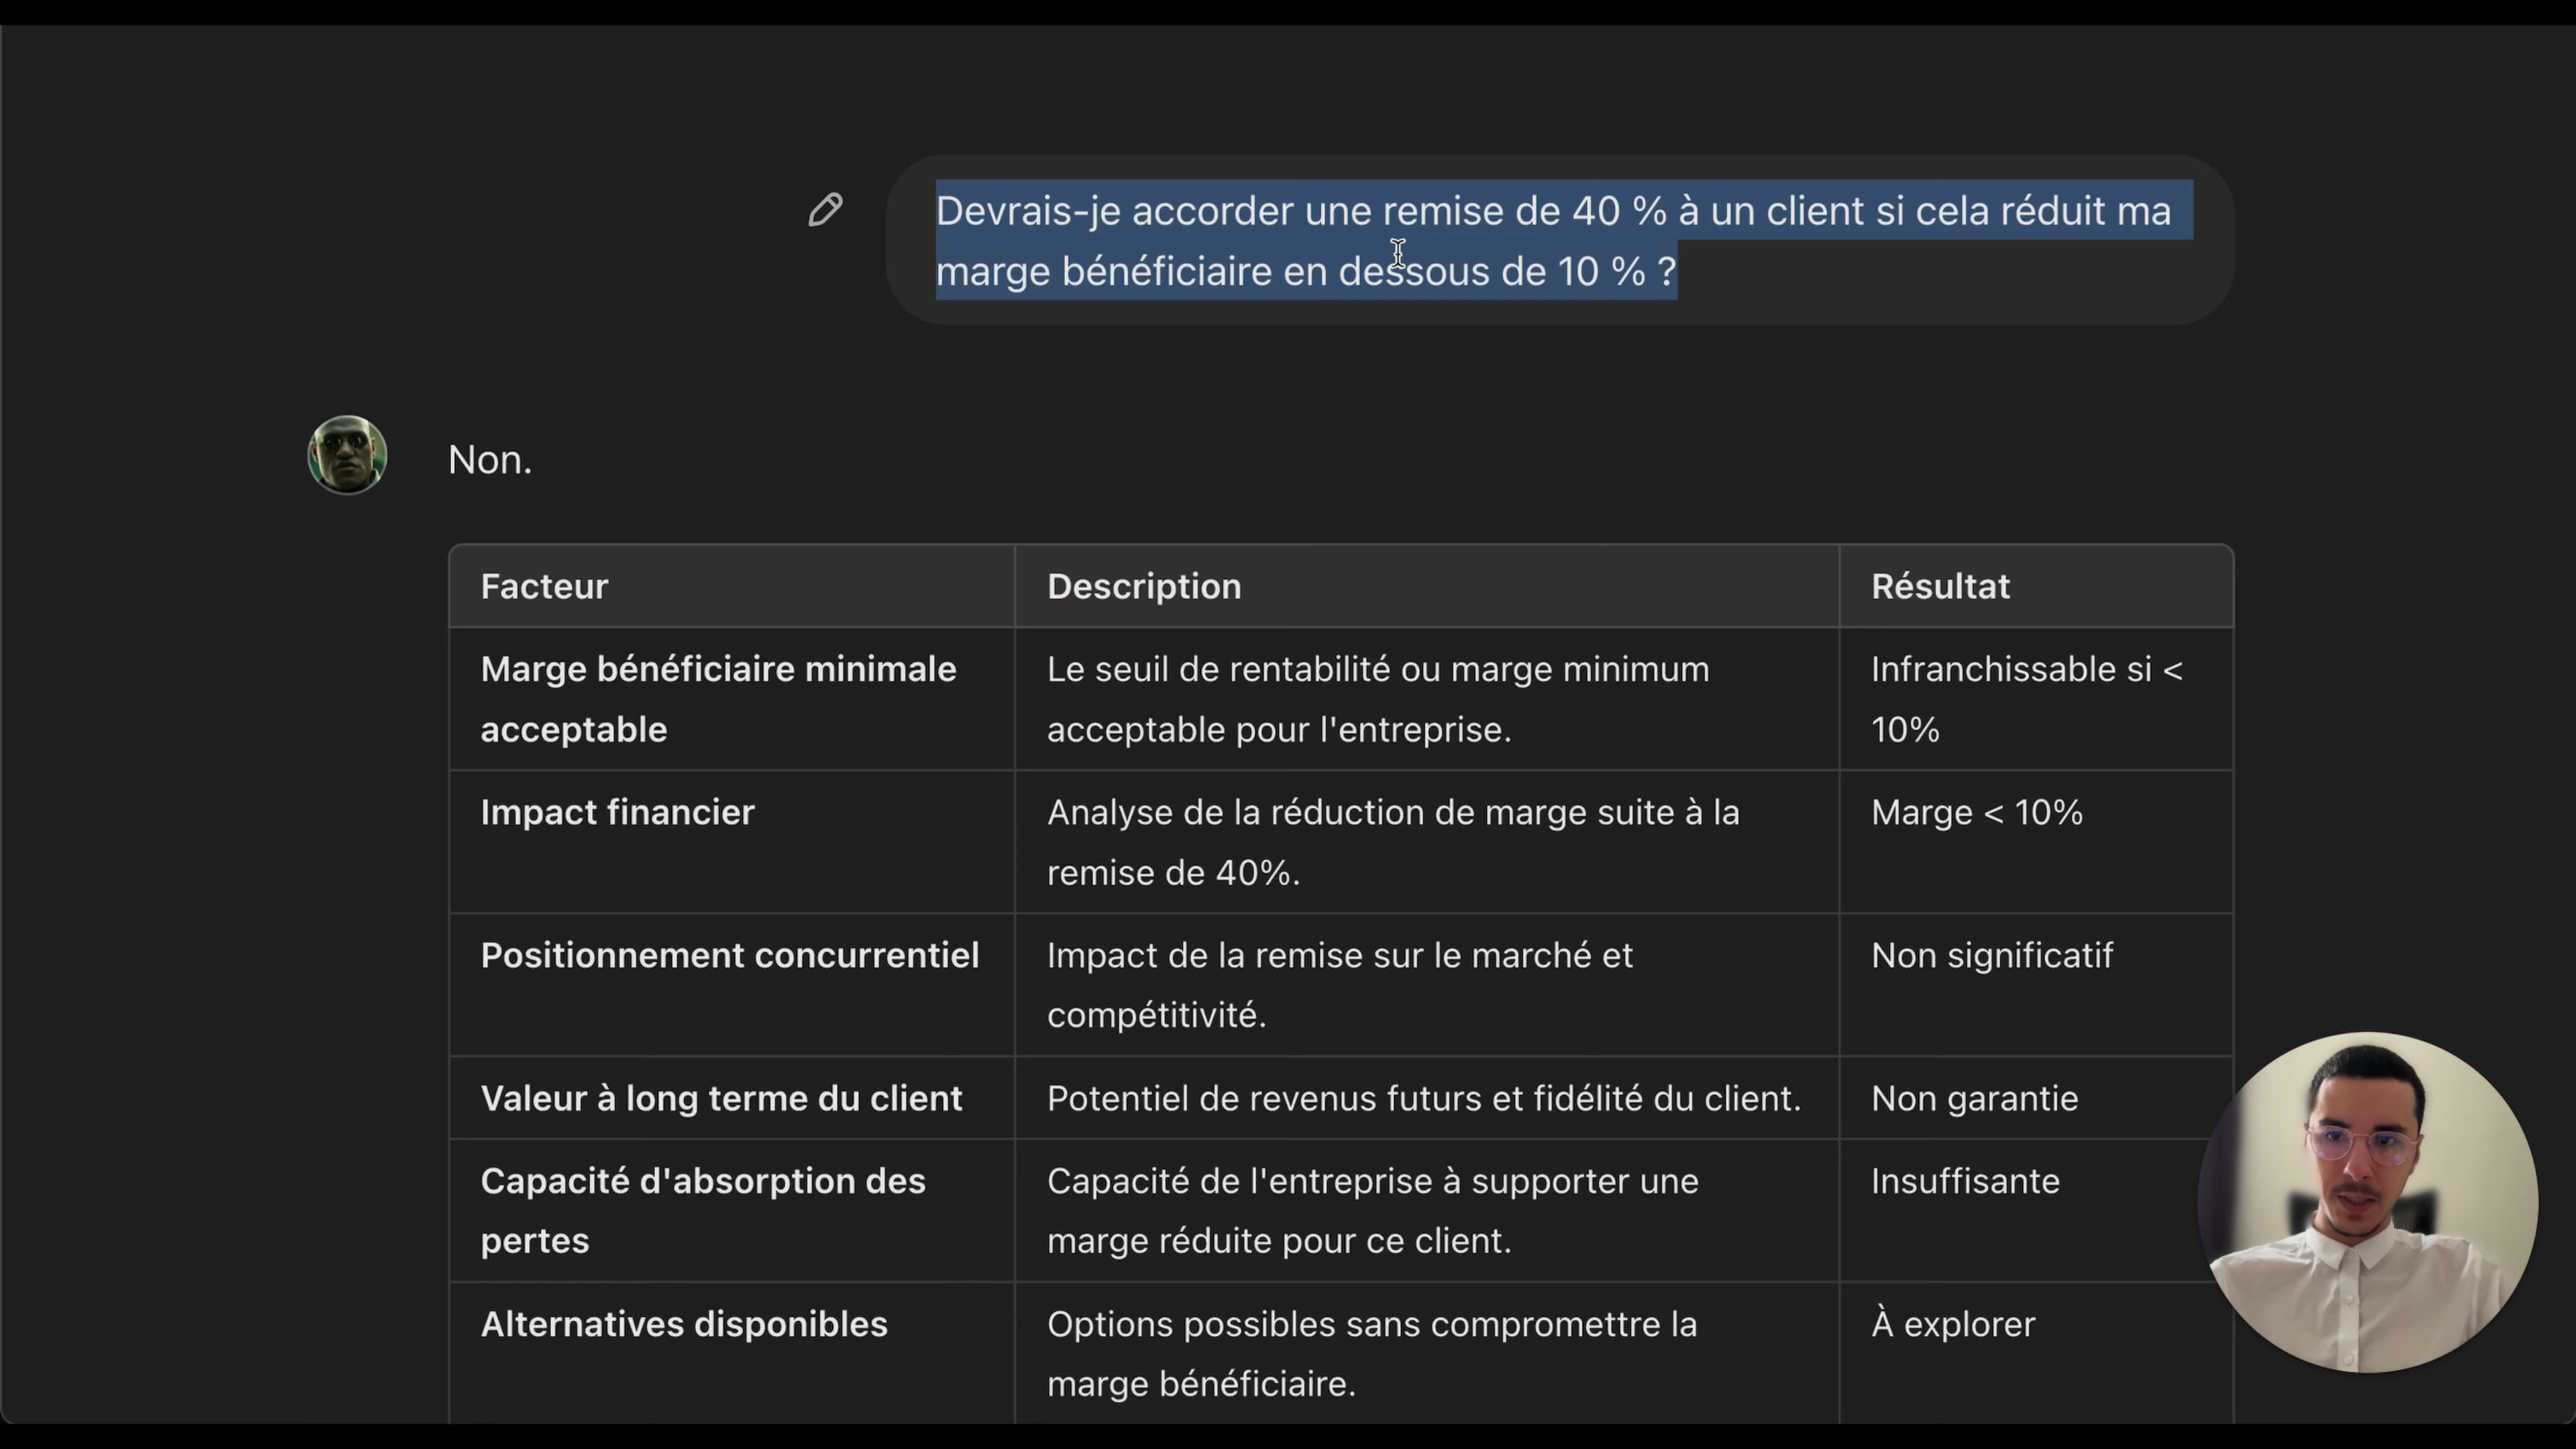 Devrais-je accorder une remise de 40 % à un client si cela réduit ma
marge bénéficiaire en dessous de 10 % ?
Non.
Facteur
Description
Résultat
Marge bénéficiaire minimale
acceptable
Le seuil de rentabilité ou marge minimum
acceptable pour l'entreprise.
Infranchissable si <
10%
Impact financier
Analyse de la réduction de marge suite à la
remise de 40%.
Marge < 10%
Positionnement concurrentiel
Impact de la remise sur le marché et
compétitivité.
Non significatif
Valeur à long terme du client
Potentiel de revenus futurs et fidélité du client.
Non garantie
Capacité d'absorption des
pertes
Capacité de l'entreprise à supporter une
marge réduite pour ce client.
Insuffisante
Alternatives disponibles
Options possibles sans compromettre la
marge bénéficiaire.
À explorer